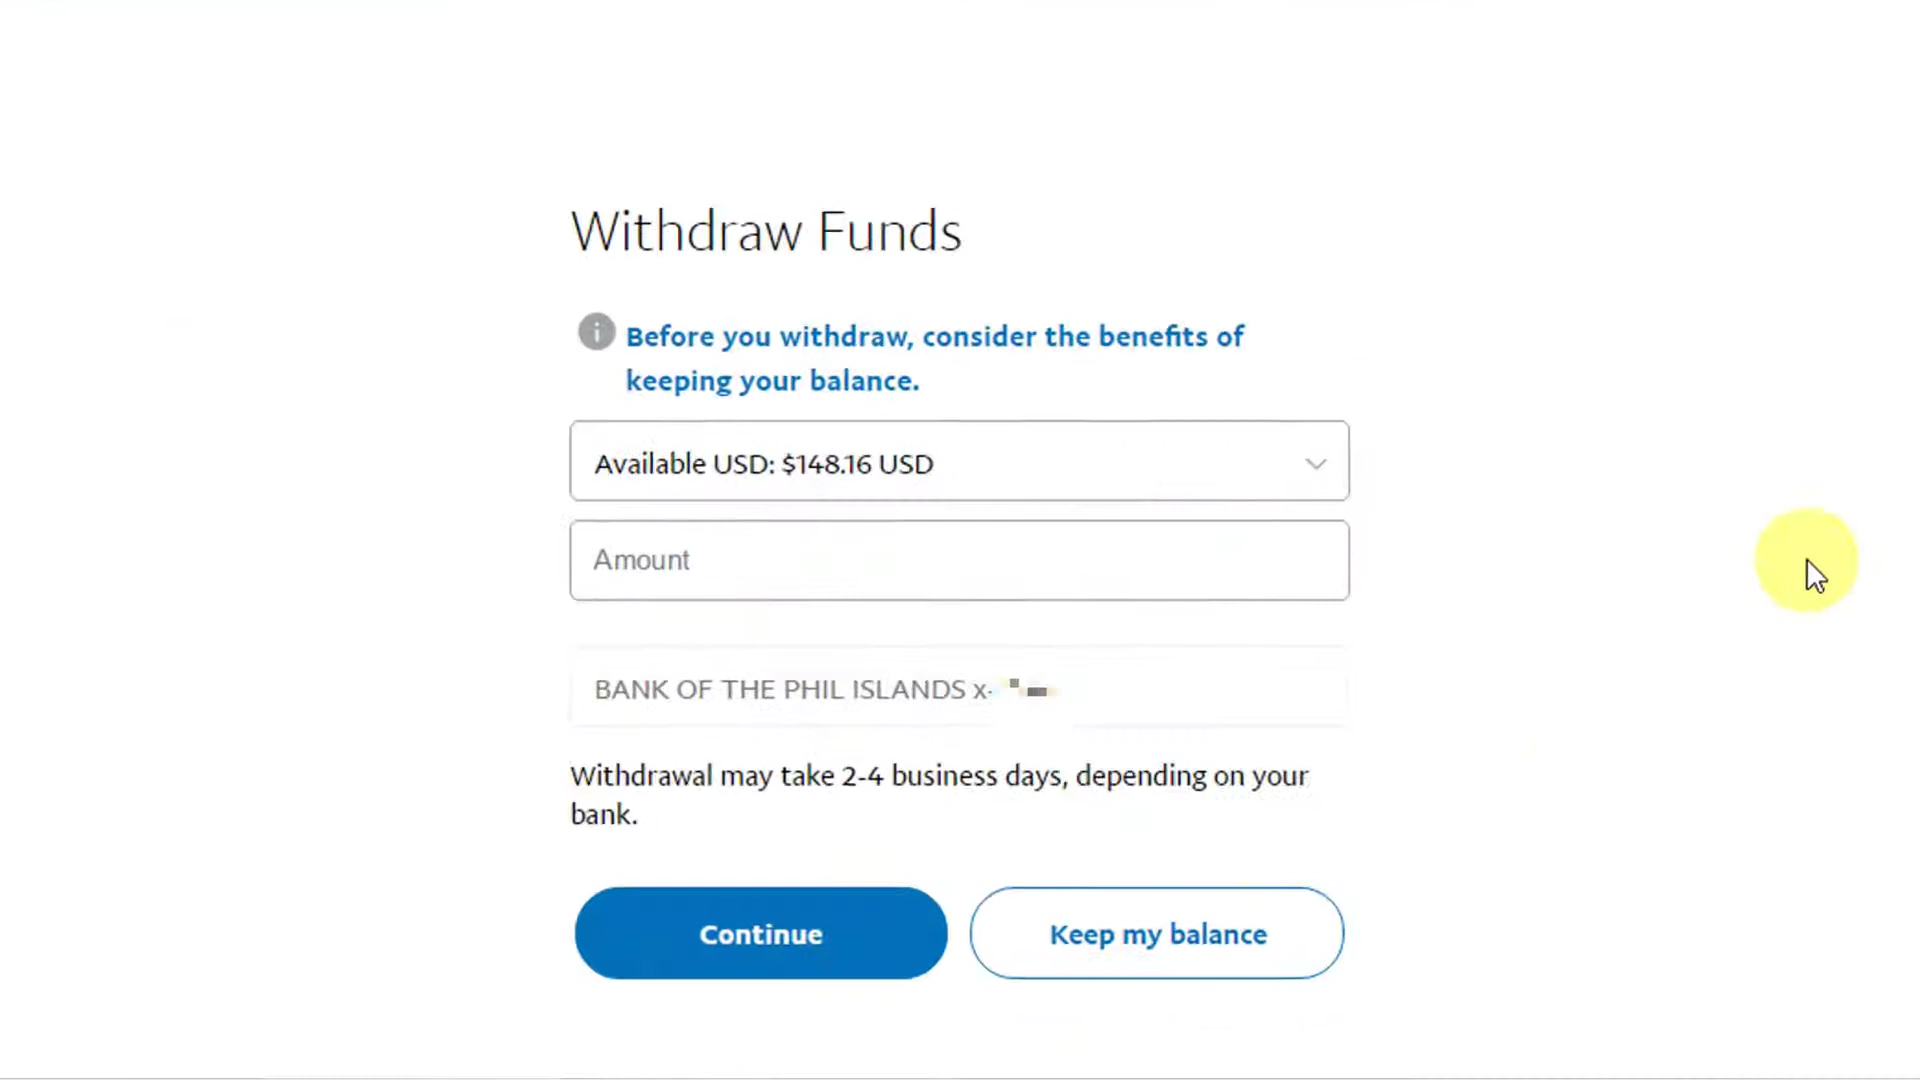 Withdraw Funds
Before you withdraw, consider the benefits of
keeping your balance.
Available USD: $148.16 USD
Amount
BANK OF THE PHIL ISLANDS x-
Withdrawal may take 2-4 business days, depending on your
bank.
Continue
Keep my balance